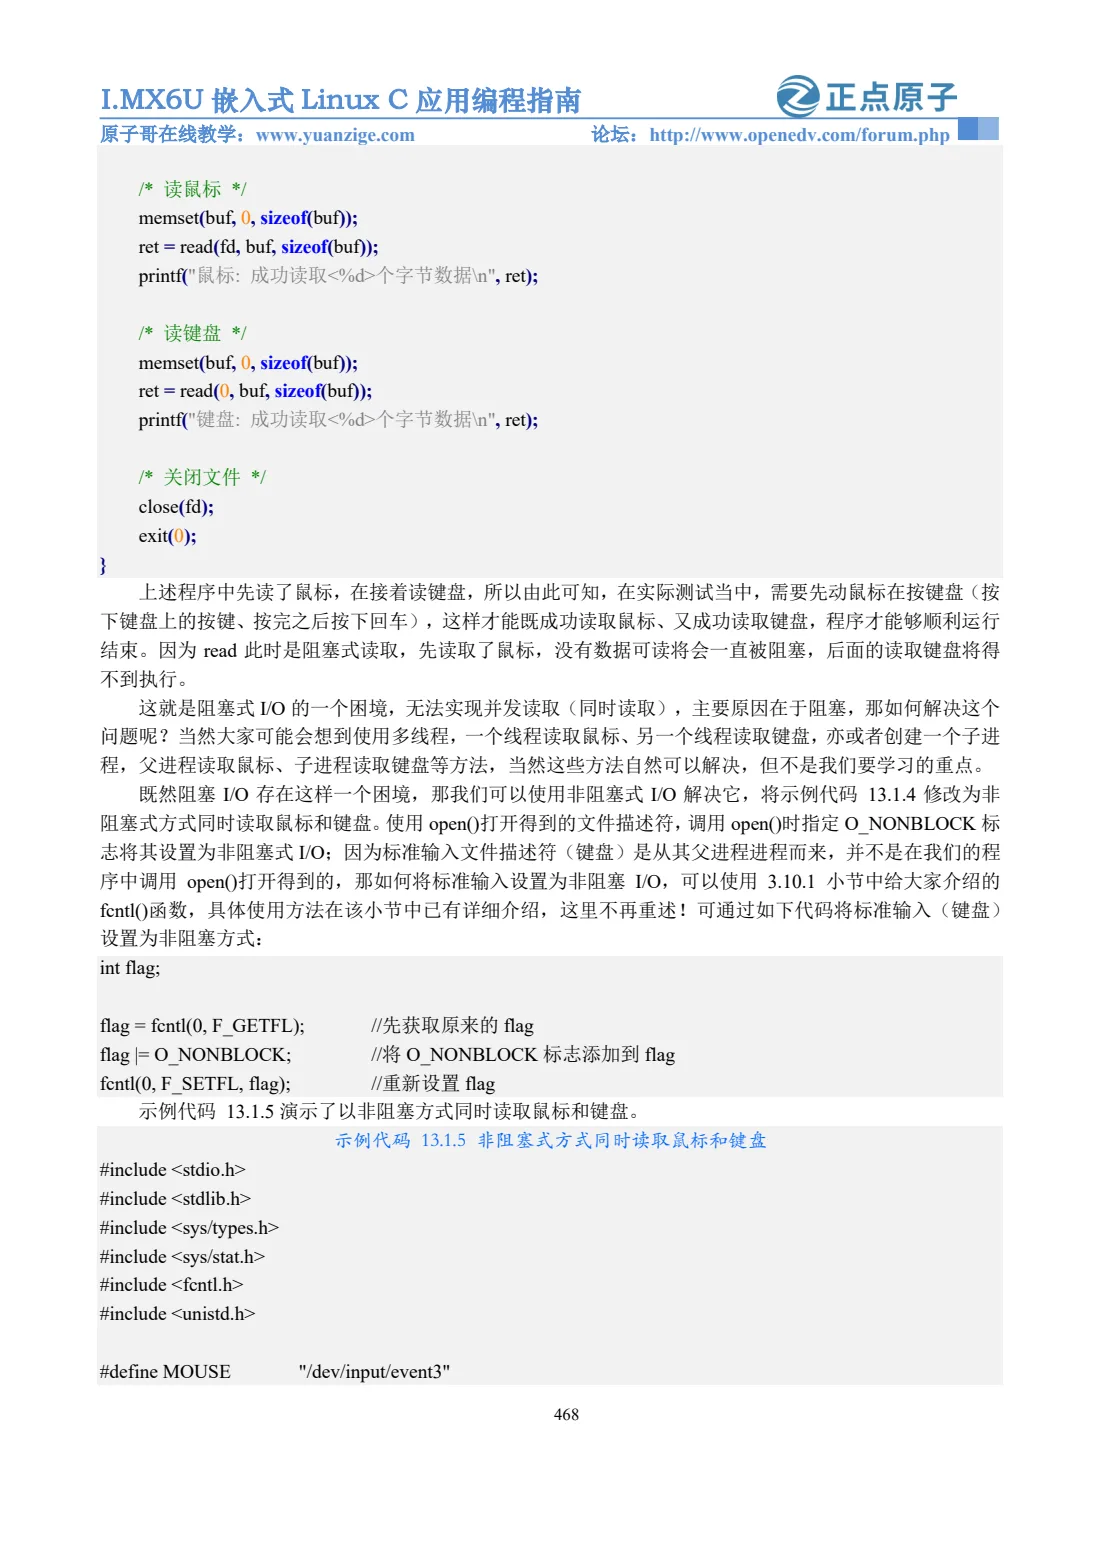 I.MX6U 嵌入式 Linux C 应用编程指南
正点原子
原子哥在线教学：www.yuanzige.com 论坛：http://www.openedv.com/forum.php
/* 读鼠标 */
memset(buf, 0, sizeof(buf));
ret = read(fd, buf, sizeof(buf));
printf("鼠标: 成功读取<%d>个字节数据\n", ret);
/* 读键盘 */
memset(buf, 0, sizeof(buf));
ret = read(0, buf, sizeof(buf));
printf("键盘: 成功读取<%d>个字节数据\n", ret);
/* 关闭文件 */
close(fd);
exit(0);
}
上述程序中先读了鼠标，在接着读键盘，所以由此可知，在实际测试当中，需要先动鼠标在按键盘（按
下键盘上的按键、按完之后按下回车），这样才能既成功读取鼠标、又成功读取键盘，程序才能够顺利运行
结束。因为 read 此时是阻塞式读取，先读取了鼠标，没有数据可读将会一直被阻塞，后面的读取键盘将得
不到执行。
这就是阻塞式 I/O 的一个困境，无法实现并发读取（同时读取），主要原因在于阻塞，那如何解决这个
问题呢？当然大家可能会想到使用多线程，一个线程读取鼠标、另一个线程读取键盘，亦或者创建一个子进
程，父进程读取鼠标、子进程读取键盘等方法，当然这些方法自然可以解决，但不是我们要学习的重点。
既然阻塞 I/O 存在这样一个困境，那我们可以使用非阻塞式 I/O 解决它，将示例代码 13.1.4 修改为非
阻塞式方式同时读取鼠标和键盘。使用 open()打开得到的文件描述符，调用 open()时指定 O_NONBLOCK 标
志将其设置为非阻塞式 I/O；因为标准输入文件描述符（键盘）是从其父进程进程而来，并不是在我们的程
序中调用 open()打开得到的，那如何将标准输入设置为非阻塞 I/O，可以使用 3.10.1 小节中给大家介绍的
fcntl()函数，具体使用方法在该小节中已有详细介绍，这里不再重述！可通过如下代码将标准输入（键盘）
设置为非阻塞方式：
int flag;
flag = fcntl(0, F_GETFL); //先获取原来的 flag
flag |= O_NONBLOCK; //将 O_NONBLOCK 标志添加到 flag
fcntl(0, F_SETFL, flag); //重新设置 flag
示例代码 13.1.5 演示了以非阻塞方式同时读取鼠标和键盘。
示例代码 13.1.5 非阻塞式方式同时读取鼠标和键盘
#include <stdio.h>
#include <stdlib.h>
#include <sys/types.h>
#include <sys/stat.h>
#include <fcntl.h>
#include <unistd.h>
#define MOUSE "/dev/input/event3"
468